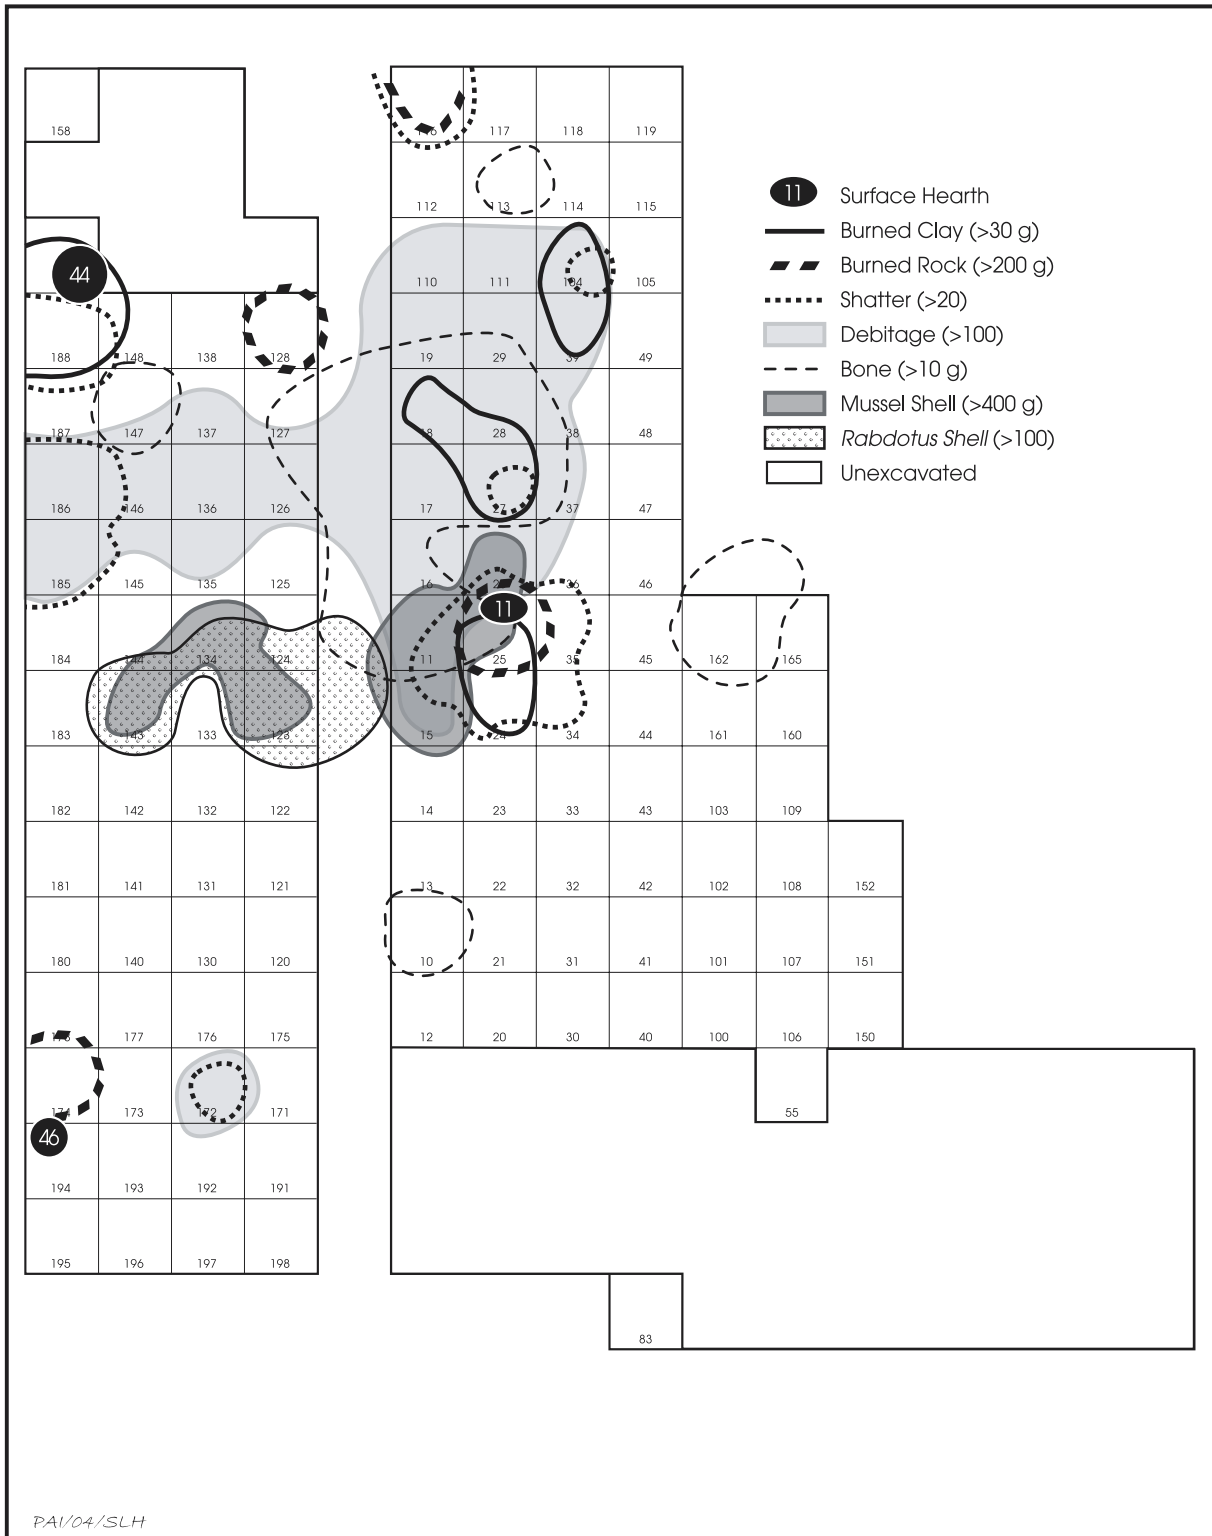 158
116 117 118 119
112 113 114 115
11 Surface Hearth
Burned Clay (>30 g)
Burned Rock (>200 g)
Shatter (>20)
Debitage (>100)
Bone (>10 g)
Mussel Shell (>400 g)
Rabdotus Shell (>100)
Unexcavated
44
110 111 104 105
188 148 138 128 19 29 39 49
187 147 137 127 18 28 38 48
186 146 136 126 17 27 37 47
185 145 135 125 16 36 46
11
184 144 134 124 11 25 35 45 162 165
183 143 133 123 15 24 34 44 161 160
182 142 132 122 14 23 33 43 103 109
181 141 131 121 13 22 32 42 102 108 152
180 140 130 120 10 21 31 41 101 107 151
177 176 175 12 20 30 40 100 106 150
174 173 172 171 55
46
194 193 192 191
195 196 197 198
83
PAI/04/SLH